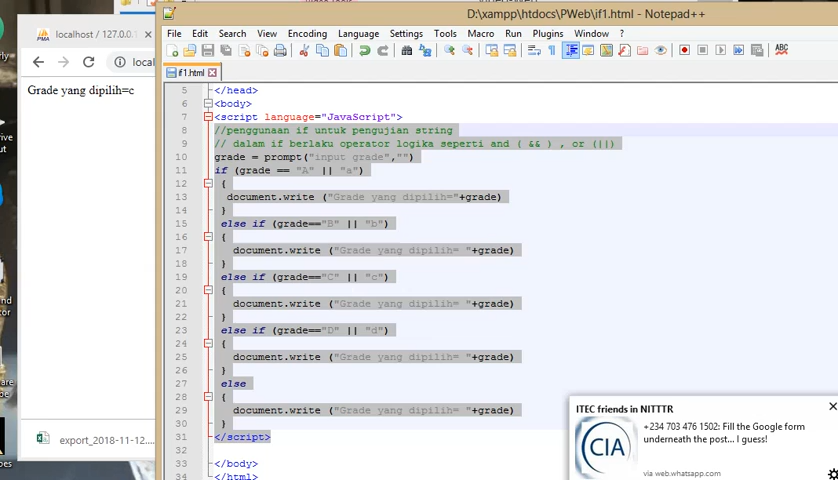 localhost / 127.0.0.1
local
Grade yang dipilih=c
export_2018-11-12....
D:\xampp\htdocs\PWeb\if1.html - Notepad++
File Edit Search View Encoding Language Settings Tools Macro Run Plugins Window ?
if1.html
5 </head>
6 <body>
7 <script language="JavaScript">
8 //penggunaan if untuk pengujian string
9 // dalam if berlaku operator logika seperti and ( && ) , or (||)
10 grade = prompt("input grade","")
11 if (grade == "A" || "a")
12 {
13 document.write ("Grade yang dipilih="+grade)
14 }
15 else if (grade=="B" || "b")
16 {
17 document.write ("Grade yang dipilih= "+grade)
18 }
19 else if (grade=="C" || "c")
20 {
21 document.write ("Grade yang dipilih= "+grade)
22 }
23 else if (grade=="D" || "d")
24 {
25 document.write ("Grade yang dipilih= "+grade)
26 }
27 else
28 {
29 document.write ("Grade yang dipilih= "+grade)
30 }
31 </script>
32
33 </body>
34 </html>
ITEC friends in NITTTR
+234 703 476 1502: Fill the Google form
underneath the post... I guess!
CIA
via web.whatsapp.com